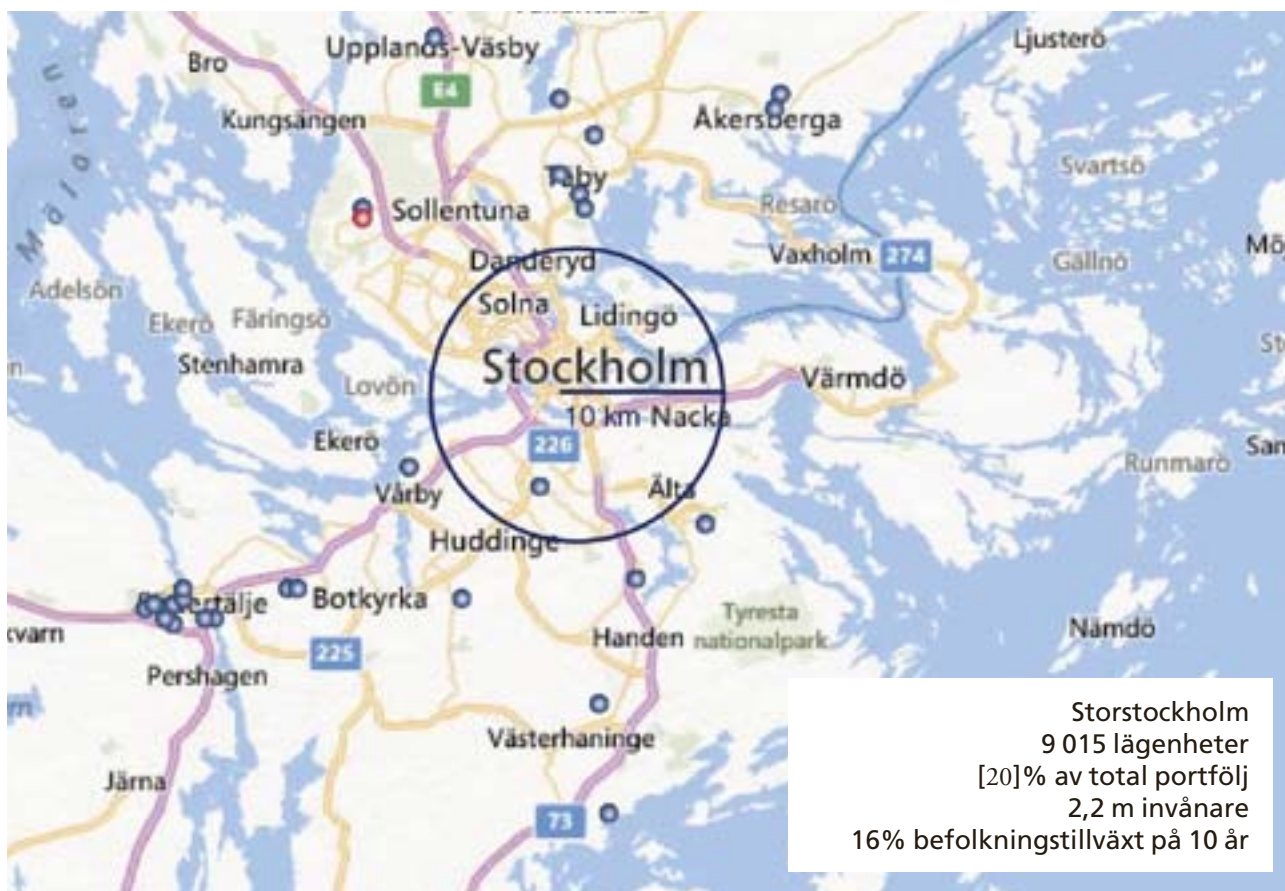 Upplands-Väsby
Ljusterö
Bro
E4
Kungsängen
Åkersberga
Mälaren
Täby
Svartsö
Sollentuna
Resarö
Danderyd
Vaxholm
274
Gällnö
Adelsön
Ekerö
Färingsö
Solna
Lidingö
Stenhamra
Lovön
Stockholm
Värmdö
10 km Nacka
Ekerö
226
Runmarö
Vårby
Älta
Huddinge
Botkyrka
Tyresta
nationalpark
Handen
Nämdö
225
Pershagen
Västerhaninge
Järna
73
Storstockholm
9 015 lägenheter
[20]% av total portfölj
2,2 m invånare
16% befolkningstillväxt på 10 år